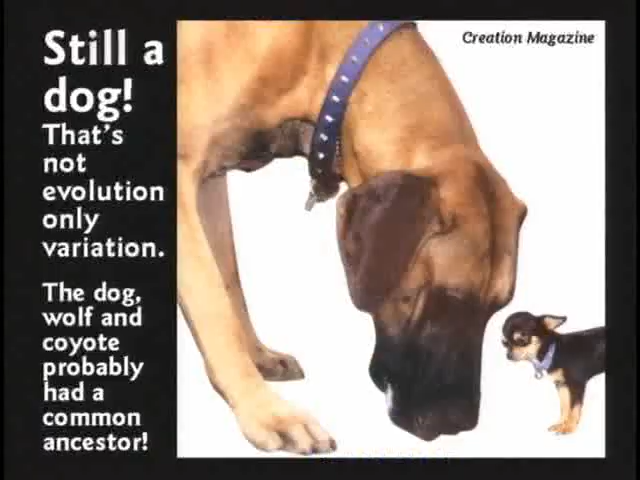 Still a
dog!
That's
not
evolution
only
variation.
The dog,
wolf and
coyote
probably
had a
common
ancestor!
Creation Magazine